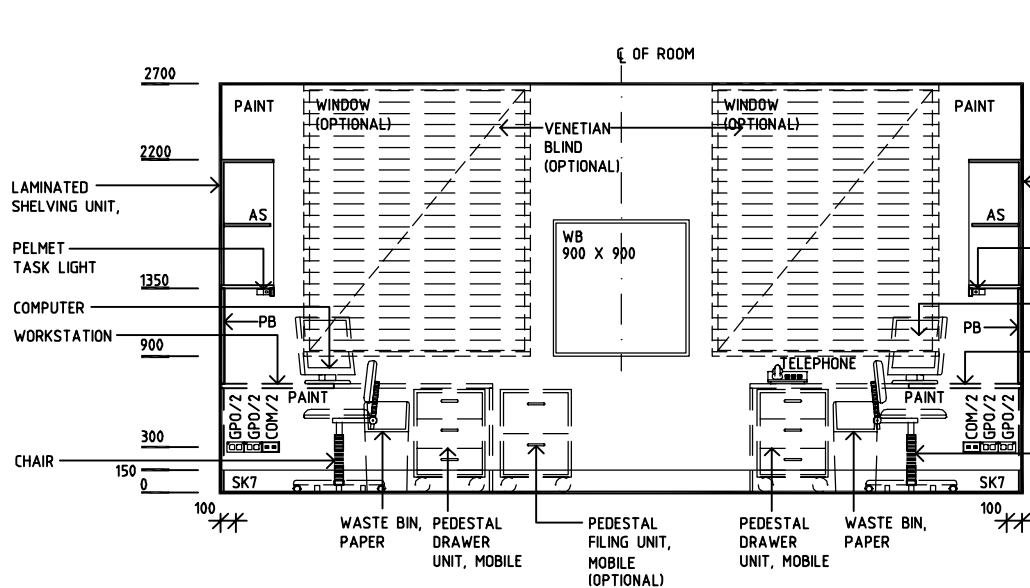 ℄ OF ROOM
2700
PAINT
WINDOW
(OPTIONAL)
VENETIAN
BLIND
(OPTIONAL)
WINDOW
(OPTIONAL)
PAINT
2200
LAMINATED
SHELVING UNIT,
AS
AS
WB
900 X 900
PELMET
TASK LIGHT
1350
COMPUTER
PB
PB
WORKSTATION
900
TELEPHONE
PAINT
PAINT
GPO/2
GPO/2
COM/2
COM/2
GPO/2
GPO/2
300
CHAIR
150
0
SK7
SK7
100
100
WASTE BIN,
PAPER
PEDESTAL
DRAWER
UNIT, MOBILE
PEDESTAL
FILING UNIT,
MOBILE
(OPTIONAL)
PEDESTAL
DRAWER
UNIT, MOBILE
WASTE BIN,
PAPER